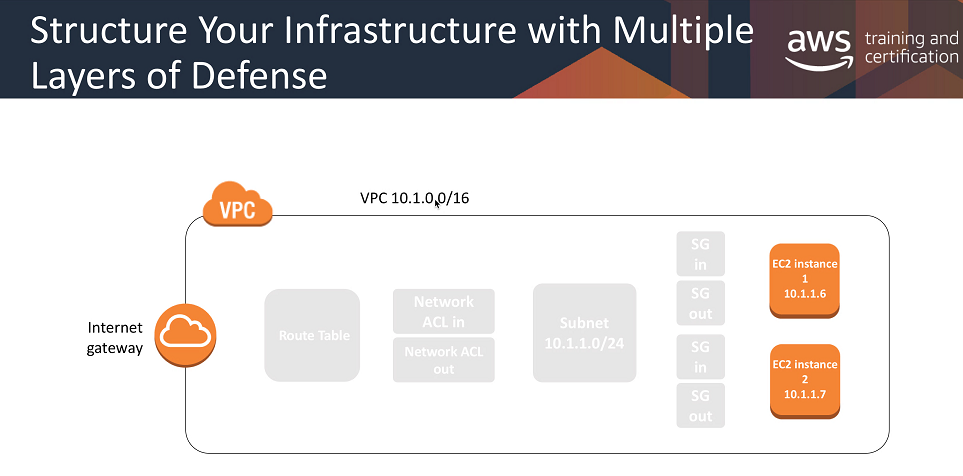 Structure Your Infrastructure with Multiple
Layers of Defense
aws training and
certification
VPC 10.1.0.0/16
VPC
Internet
gateway
Route Table
Network
ACL in
Network ACL
out
Subnet
10.1.1.0/24
SG
in
SG
out
SG
in
SG
out
EC2 instance
1
10.1.1.6
EC2 instance
2
10.1.1.7